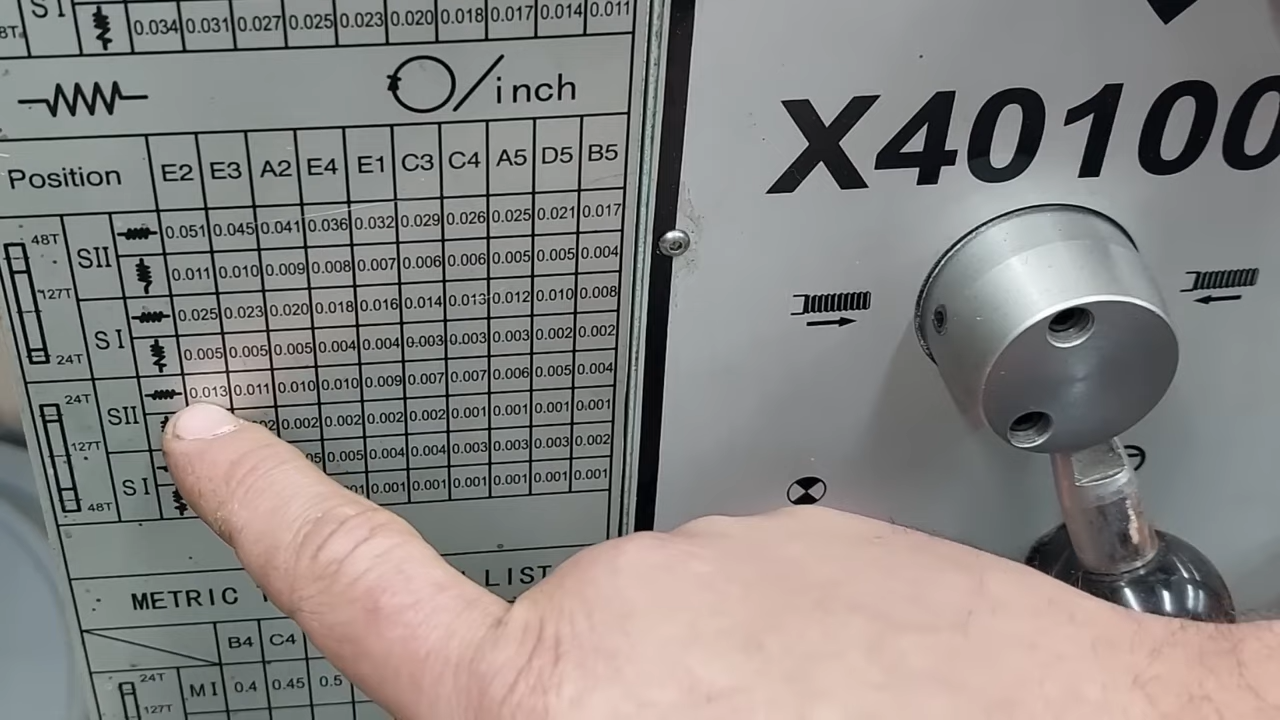 SI
8T
0.034 0.031 0.027 0.025 0.023 0.020 0.018 0.017 0.014 0.011
/inch
Position E2 E3 A2 E4 E1 C3 C4 A5 D5 B5
48T 127T 24T
SII 0.051 0.045 0.041 0.036 0.032 0.029 0.026 0.025 0.021 0.017
0.011 0.010 0.009 0.008 0.007 0.006 0.006 0.005 0.005 0.004
SI 0.025 0.023 0.020 0.018 0.016 0.014 0.013 0.012 0.010 0.008
0.005 0.005 0.005 0.004 0.004 0.003 0.003 0.003 0.002 0.002
24T 127T 48T
SII 0.013 0.011 0.010 0.010 0.009 0.007 0.007 0.006 0.005 0.004
0.002 0.002 0.002 0.002 0.001 0.001 0.001 0.001
SI 0.005 0.004 0.004 0.003 0.003 0.003 0.002
0.001 0.001 0.001 0.001 0.001 0.001
METRIC LIST
B4 C4
24T 127T
MI 0.4 0.45 0.5
X40100